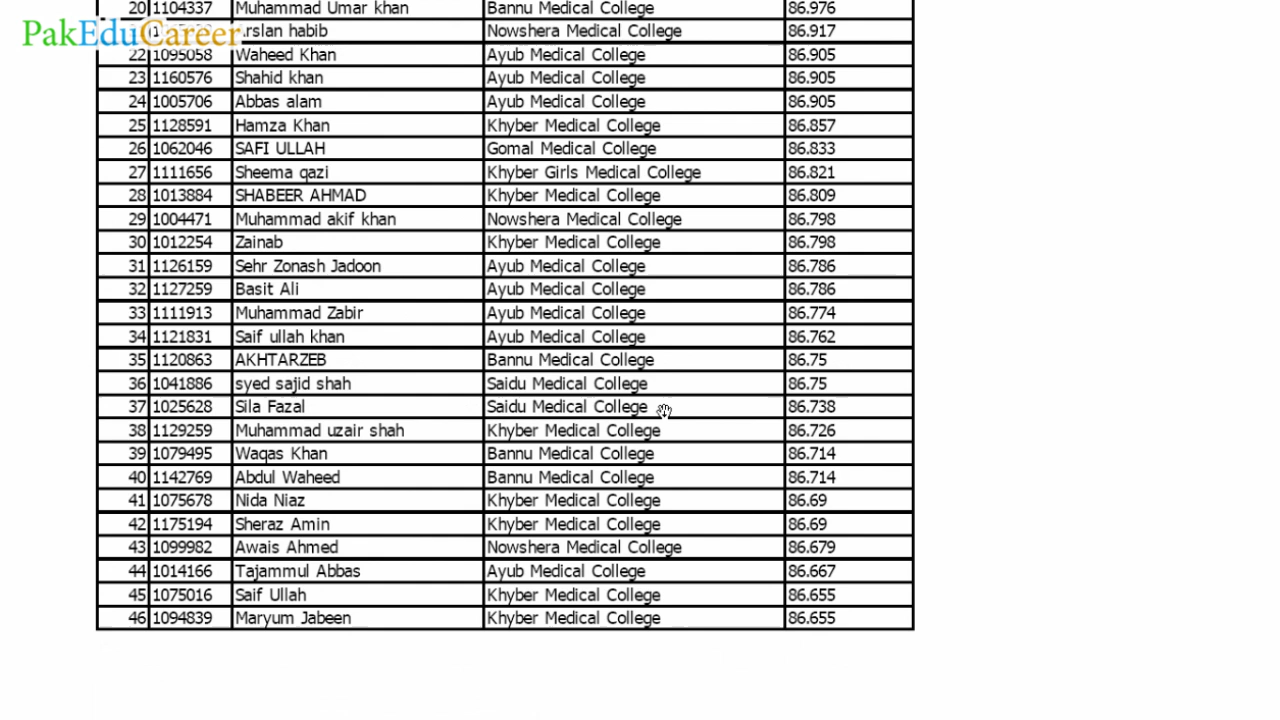 20 1104337 Muhammad Umar khan Bannu Medical College 86.976
PakEduCareer
Arslan habib Nowshera Medical College 86.917
22 1095058 Waheed Khan Ayub Medical College 86.905
23 1160576 Shahid khan Ayub Medical College 86.905
24 1005706 Abbas alam Ayub Medical College 86.905
25 1128591 Hamza Khan Khyber Medical College 86.857
26 1062046 SAFI ULLAH Gomal Medical College 86.833
27 1111656 Sheema qazi Khyber Girls Medical College 86.821
28 1013884 SHABEER AHMAD Khyber Medical College 86.809
29 1004471 Muhammad akif khan Nowshera Medical College 86.798
30 1012254 Zainab Khyber Medical College 86.798
31 1126159 Sehr Zonash Jadoon Ayub Medical College 86.786
32 1127259 Basit Ali Ayub Medical College 86.786
33 1111913 Muhammad Zabir Ayub Medical College 86.774
34 1121831 Saif ullah khan Ayub Medical College 86.762
35 1120863 AKHTARZEB Bannu Medical College 86.75
36 1041886 syed sajid shah Saidu Medical College 86.75
37 1025628 Sila Fazal Saidu Medical College 86.738
38 1129259 Muhammad uzair shah Khyber Medical College 86.726
39 1079495 Waqas Khan Bannu Medical College 86.714
40 1142769 Abdul Waheed Bannu Medical College 86.714
41 1075678 Nida Niaz Khyber Medical College 86.69
42 1175194 Sheraz Amin Khyber Medical College 86.69
43 1099982 Awais Ahmed Nowshera Medical College 86.679
44 1014166 Tajammul Abbas Ayub Medical College 86.667
45 1075016 Saif Ullah Khyber Medical College 86.655
46 1094839 Maryum Jabeen Khyber Medical College 86.655